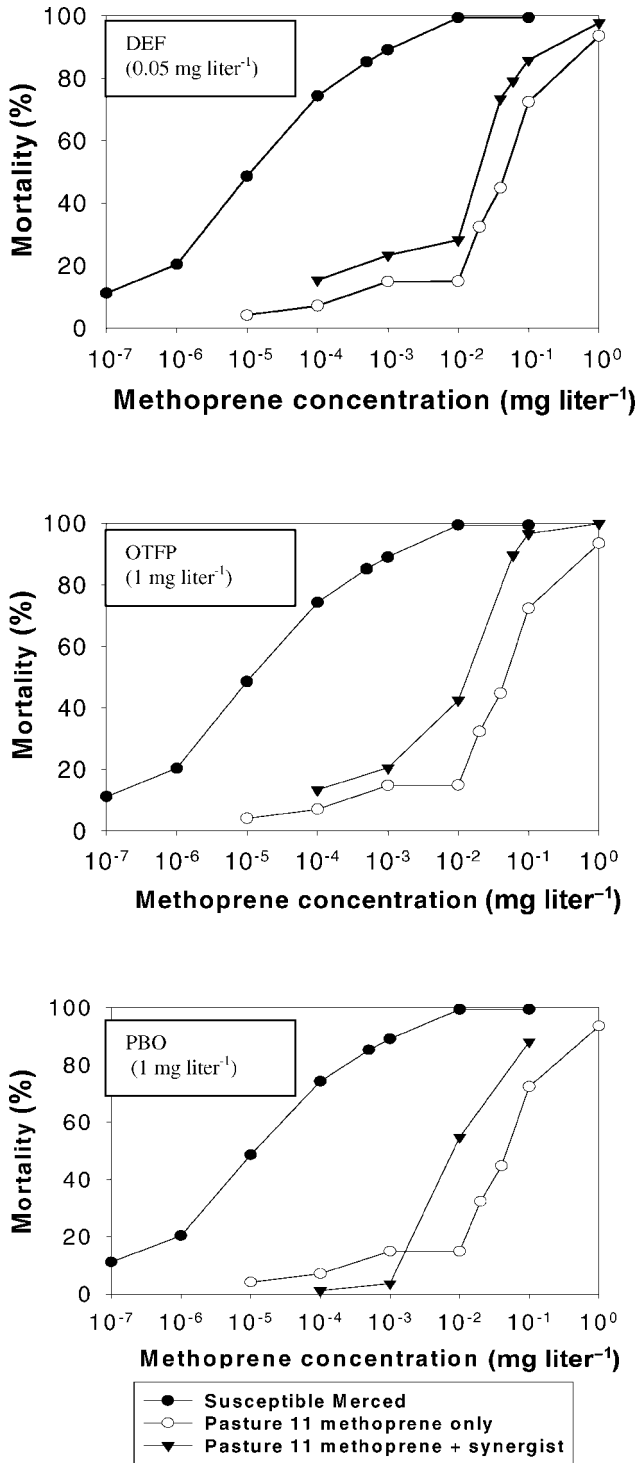 DEF
(0.05 mg liter⁻¹)
Mortality (%)
100
80
60
40
20
0
10⁻⁷ 10⁻⁶ 10⁻⁵ 10⁻⁴ 10⁻³ 10⁻² 10⁻¹ 10⁰
Methoprene concentration (mg liter⁻¹)
OTFP
(1 mg liter⁻¹)
Mortality (%)
100
80
60
40
20
0
10⁻⁷ 10⁻⁶ 10⁻⁵ 10⁻⁴ 10⁻³ 10⁻² 10⁻¹ 10⁰
Methoprene concentration (mg liter⁻¹)
PBO
(1 mg liter⁻¹)
Mortality (%)
100
80
60
40
20
0
10⁻⁷ 10⁻⁶ 10⁻⁵ 10⁻⁴ 10⁻³ 10⁻² 10⁻¹ 10⁰
Methoprene concentration (mg liter⁻¹)
Susceptible Merced
Pasture 11 methoprene only
Pasture 11 methoprene + synergist